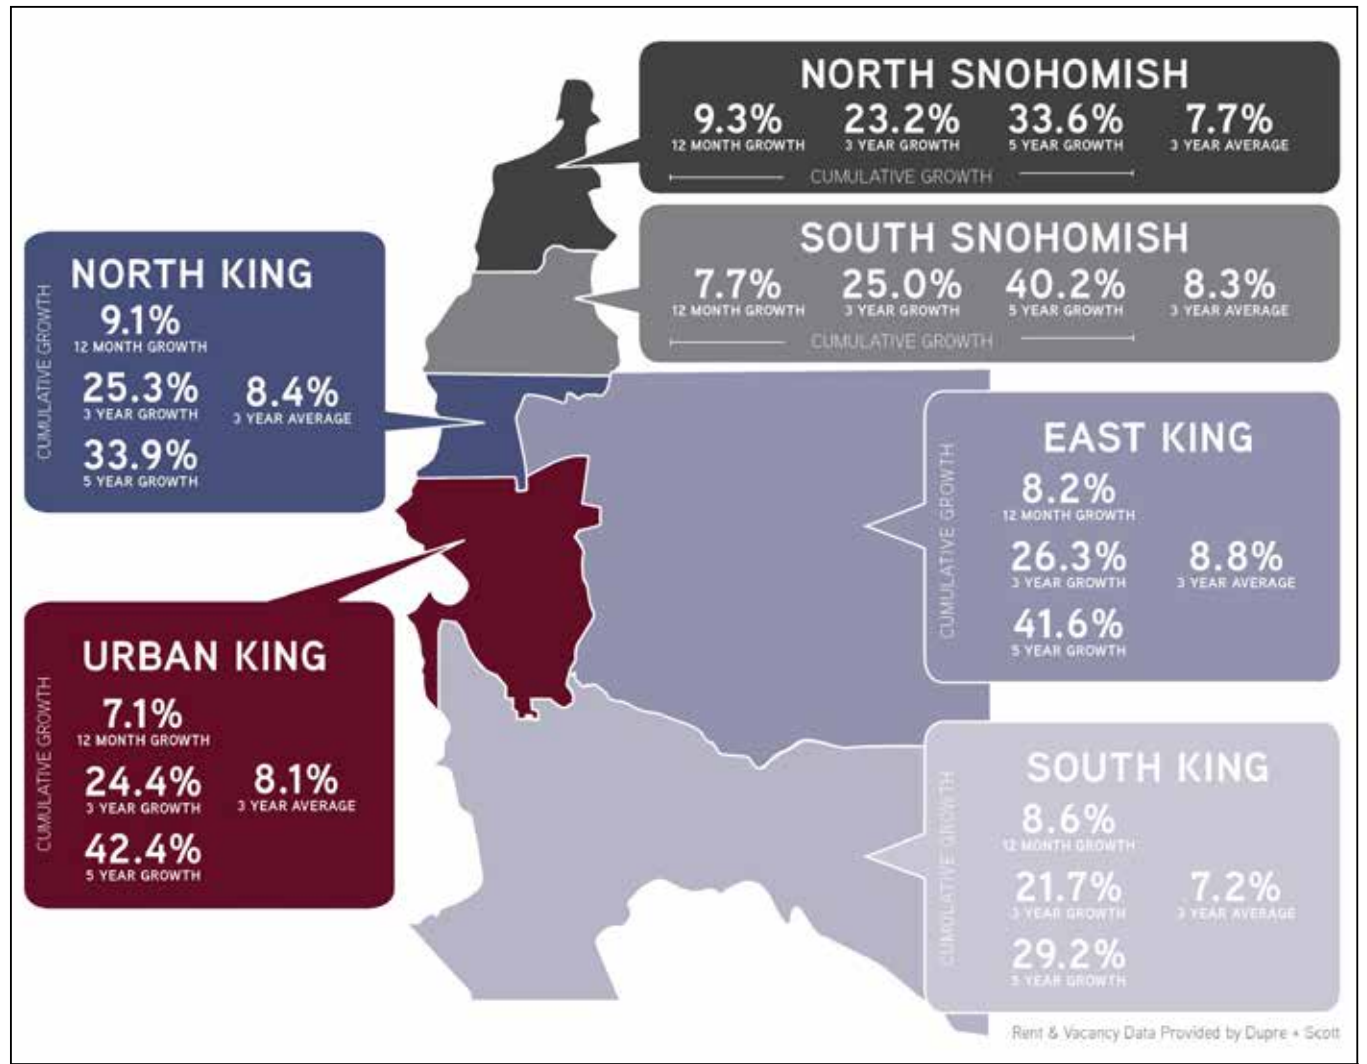 NORTH SNOHOMISH
9.3% 23.2% 33.6% 7.7%
12 MONTH GROWTH 3 YEAR GROWTH 5 YEAR GROWTH 3 YEAR AVERAGE
CUMULATIVE GROWTH
SOUTH SNOHOMISH
7.7% 25.0% 40.2% 8.3%
12 MONTH GROWTH 3 YEAR GROWTH 5 YEAR GROWTH 3 YEAR AVERAGE
CUMULATIVE GROWTH
NORTH KING
CUMULATIVE GROWTH
9.1%
12 MONTH GROWTH
25.3% 8.4%
3 YEAR GROWTH 3 YEAR AVERAGE
33.9%
5 YEAR GROWTH
EAST KING
CUMULATIVE GROWTH
8.2%
12 MONTH GROWTH
26.3% 8.8%
3 YEAR GROWTH 3 YEAR AVERAGE
41.6%
5 YEAR GROWTH
URBAN KING
CUMULATIVE GROWTH
7.1%
12 MONTH GROWTH
24.4% 8.1%
3 YEAR GROWTH 3 YEAR AVERAGE
42.4%
5 YEAR GROWTH
SOUTH KING
CUMULATIVE GROWTH
8.6%
12 MONTH GROWTH
21.7% 7.2%
3 YEAR GROWTH 3 YEAR AVERAGE
29.2%
5 YEAR GROWTH
Rent & Vacancy Data Provided by Dupre + Scott